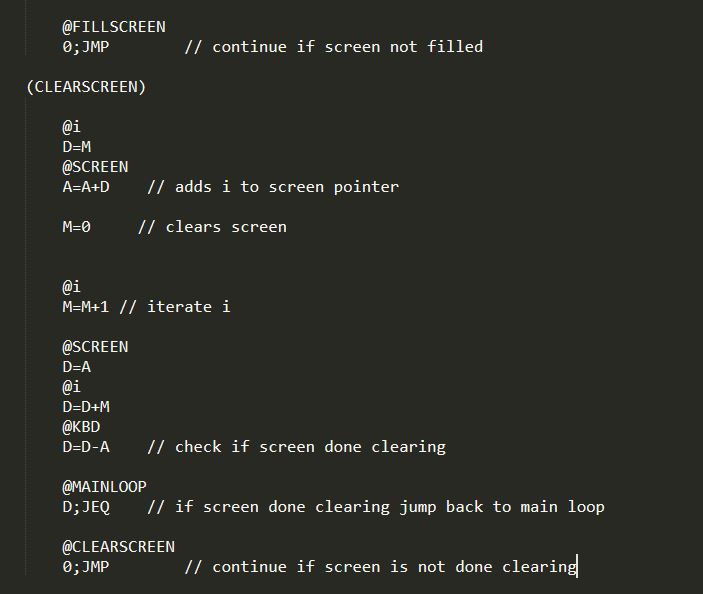 @FILLSCREEN
0;JMP        // continue if screen not filled
(CLEARSCREEN)
@i
D=M
@SCREEN
A=A+D    // adds i to screen pointer
M=0     // clears screen
@i
M=M+1 // iterate i
@SCREEN
D=A
@i
D=D+M
@KBD
D=D-A    // check if screen done clearing
@MAINLOOP
D;JEQ    // if screen done clearing jump back to main loop
@CLEARSCREEN
0;JMP        // continue if screen is not done clearing